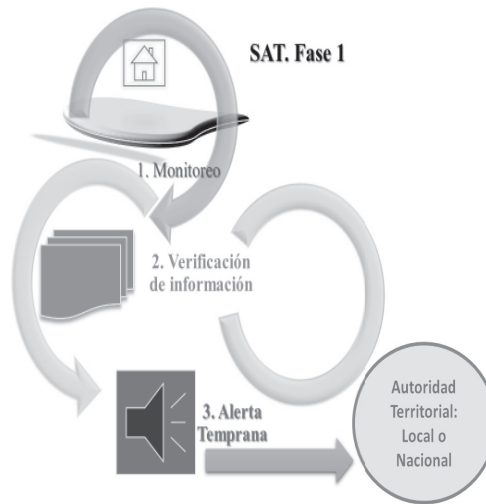 SAT. Fase 1
1. Monitoreo
2. Verificación
de información
3. Alerta
Temprana
Autoridad
Territorial:
Local o
Nacional